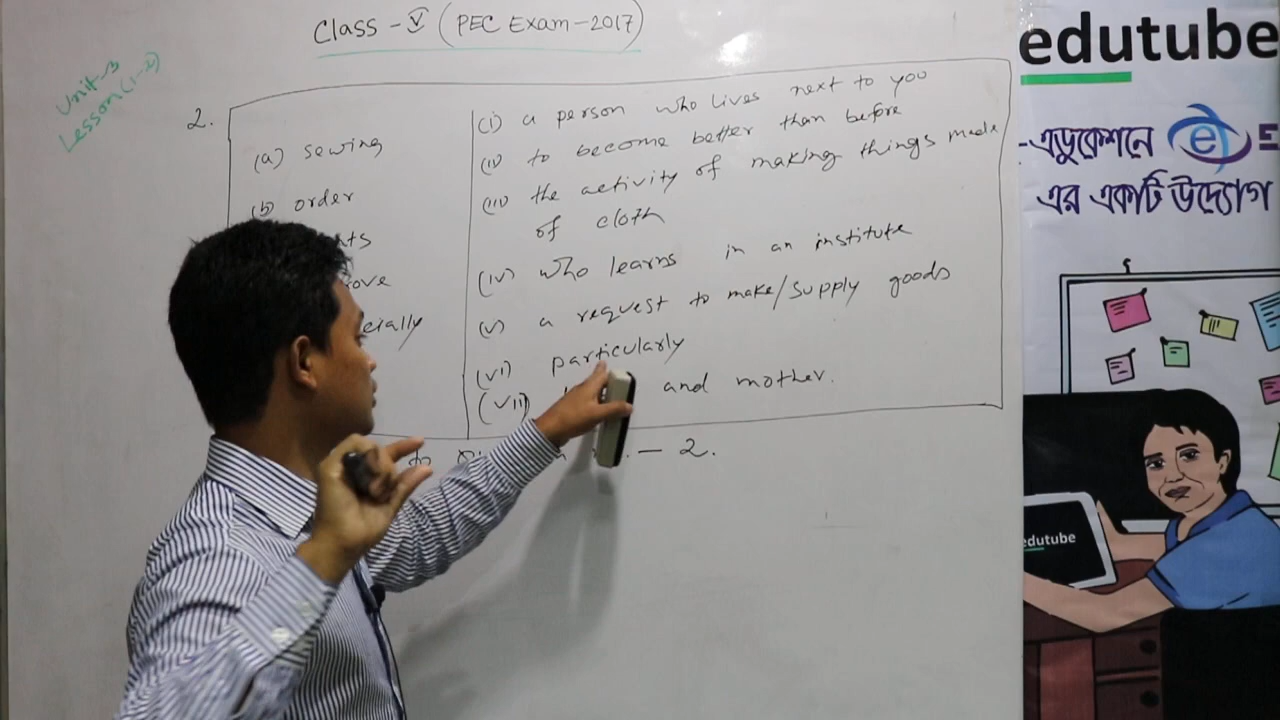 Class - V (PEC Exam-2017)
Unit-3
Lesson (1-2)
2.
(a) sewing
(b) order
(i) a person who lives next to you
(ii) to become better than before
(iii) the activity of making things made
of cloth
(iv) who learns in an institute
(v) a request to make/supply goods
(vi) particularly
(vii) and mother.
to - 2.
edutube
-এডুকেশনে e E
এর একটি উদ্যোগ
edutube